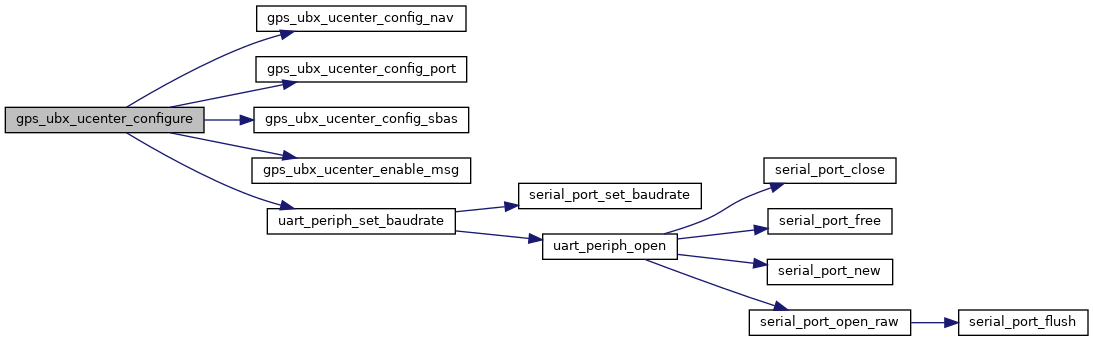 gps_ubx_ucenter_configure
gps_ubx_ucenter_config_nav
gps_ubx_ucenter_config_port
gps_ubx_ucenter_config_sbas
gps_ubx_ucenter_enable_msg
uart_periph_set_baudrate
serial_port_set_baudrate
uart_periph_open
serial_port_close
serial_port_free
serial_port_new
serial_port_open_raw
serial_port_flush